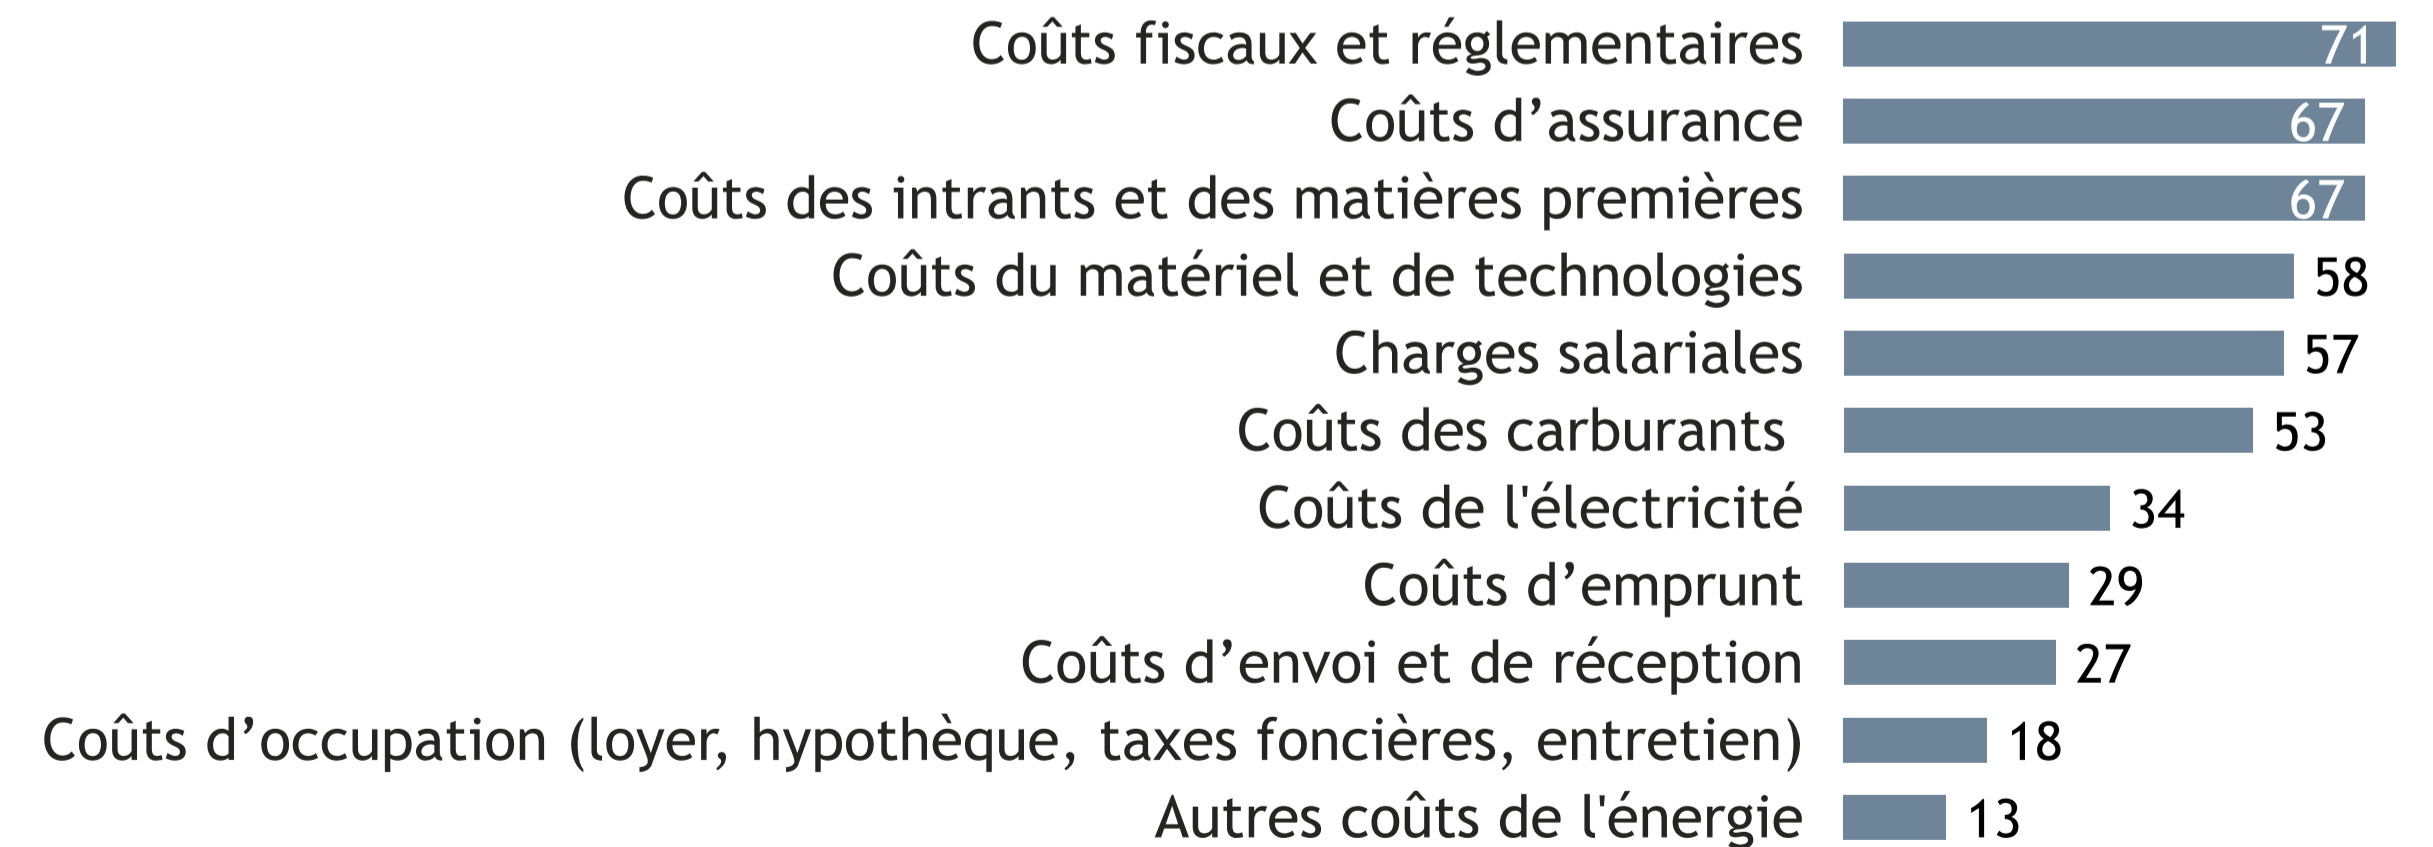 Coûts fiscaux et réglementaires 71
Coûts d’assurance 67
Coûts des intrants et des matières premières 67
Coûts du matériel et de technologies 58
Charges salariales 57
Coûts des carburants 53
Coûts de l'électricité 34
Coûts d’emprunt 29
Coûts d’envoi et de réception 27
Coûts d’occupation (loyer, hypothèque, taxes foncières, entretien) 18
Autres coûts de l'énergie 13